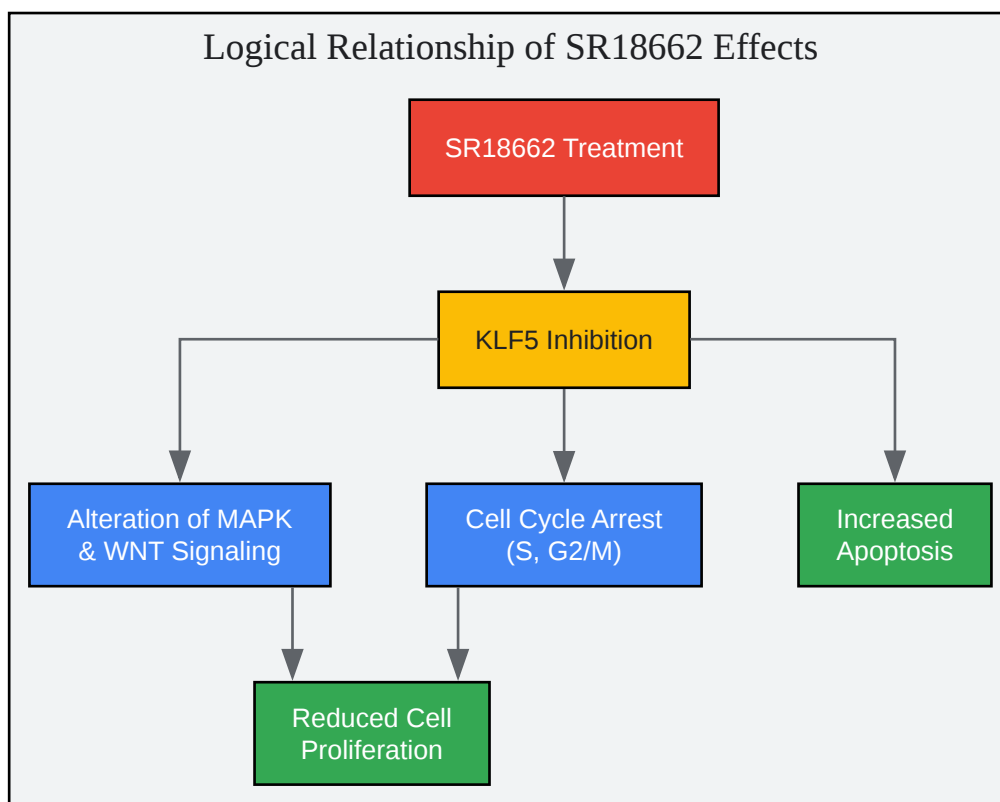 Logical Relationship of SR18662 Effects
SR18662 Treatment
KLF5 Inhibition
Alteration of MAPK
& WNT Signaling
Cell Cycle Arrest
(S, G2/M)
Increased
Apoptosis
Reduced Cell
Proliferation